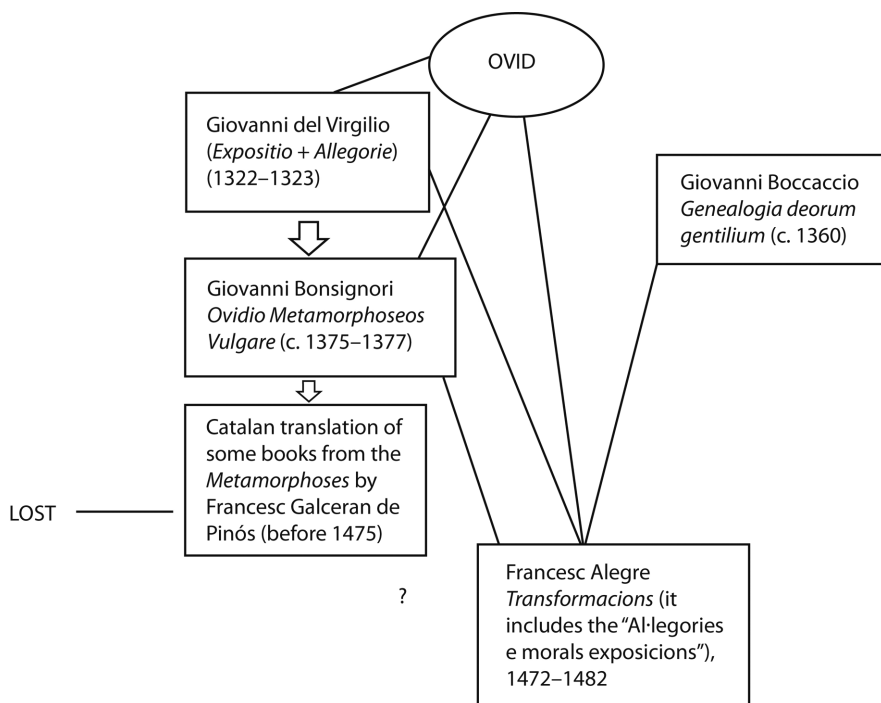 OVID
Giovanni del Virgilio
(Expositio + Allegorie)
(1322–1323)
Giovanni Boccaccio
Genealogia deorum
gentilium (c. 1360)
Giovanni Bonsignori
Ovidio Metamorphoseos
Vulgare (c. 1375–1377)
Catalan translation of
some books from the
Metamorphoses by
Francesc Galceran de
Pinós (before 1475)
LOST
?
Francesc Alegre
Transformacions (it
includes the “Al·legories
e morals exposicions”),
1472–1482